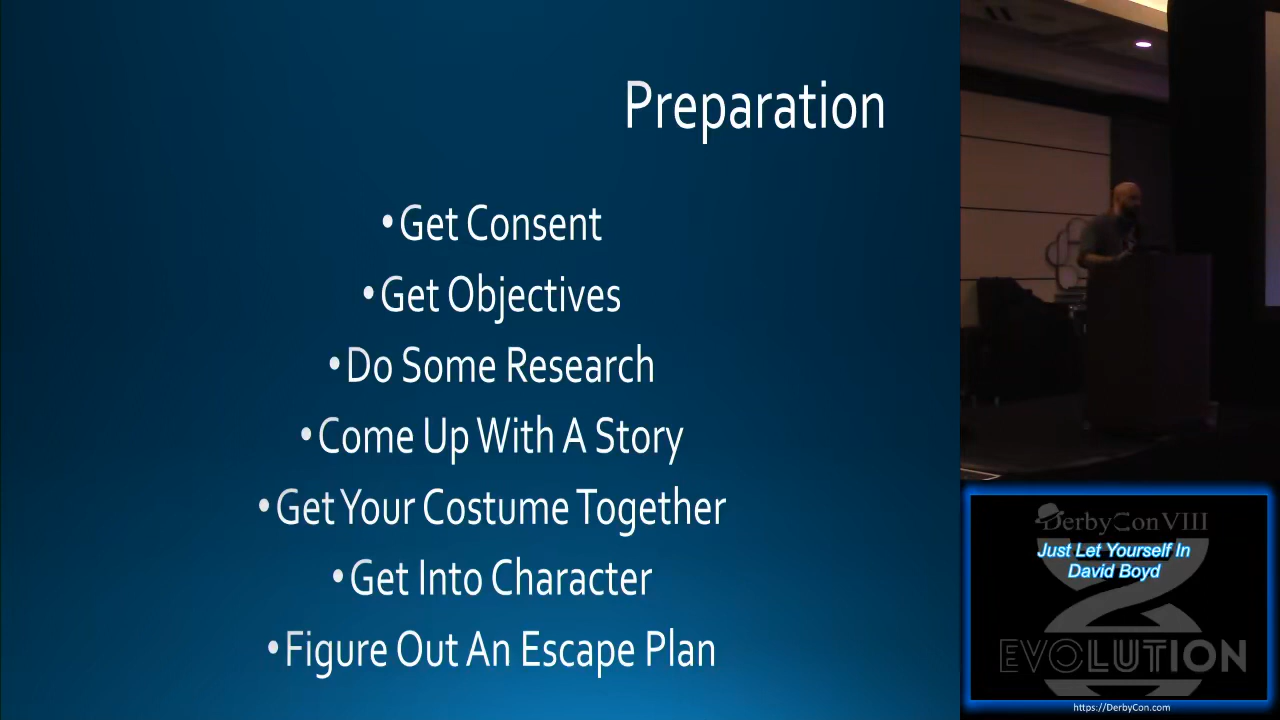 Preparation
•Get Consent
•Get Objectives
•Do Some Research
•Come Up With A Story
•Get Your Costume Together
•Get Into Character
•Figure Out An Escape Plan
DerbyCon VIII
Just Let Yourself In
David Boyd
EVOLUTION
https://DerbyCon.com